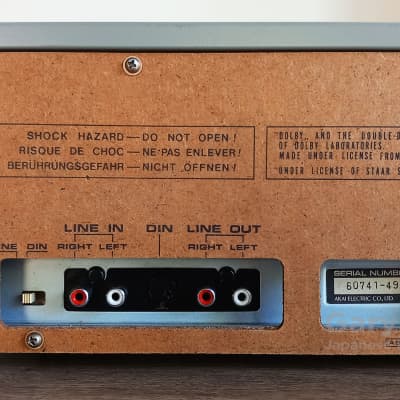 SHOCK HAZARD — DO NOT OPEN!
RISQUE DE CHOC — NE PAS ENLEVER!
BERÜHRUNGSGEFAHR — NICHT ÖFFNEN!
"DOLBY, AND THE DOUBLE-D
OF DOLBY LABORATORIES.
MADE UNDER LICENSE FROM
"UNDER LICENSE OF STAAR S
LINE IN DIN LINE OUT
NE DIN RIGHT LEFT RIGHT LEFT
SERIAL NUMBE
60741-49
AKAI ELECTRIC CO., LTD.
Japanes